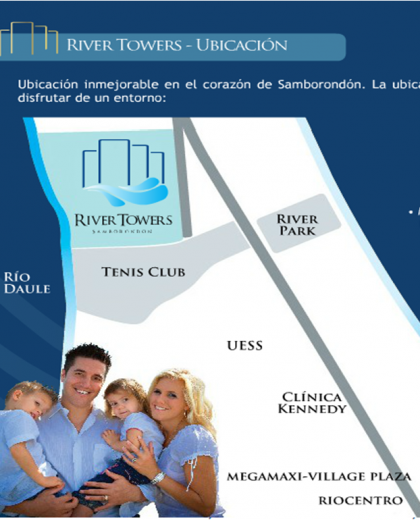 River Towers - Ubicación
Ubicación inmejorable en el corazón de Samborondón. La ubica
disfrutar de un entorno:
River Towers
Samborondon
River
Park
Tenis Club
Río
Daule
UESS
Clínica
Kennedy
Megamaxi-Village Plaza
Riocentro